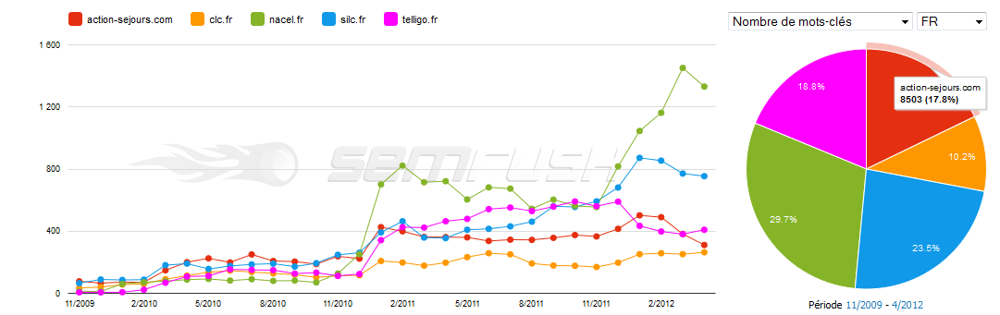 action-sejours.com clc.fr nacel.fr silc.fr telligo.fr
Nombre de mots-clés FR
1 600
1 200
800
400
0
11/2009 2/2010 5/2010 8/2010 11/2010 2/2011 5/2011 8/2011 11/2011 2/2012
SEMRUSH
18.8%
action-sejours.com
8503 (17.8%)
10.2%
29.7%
23.5%
Période 11/2009 - 4/2012